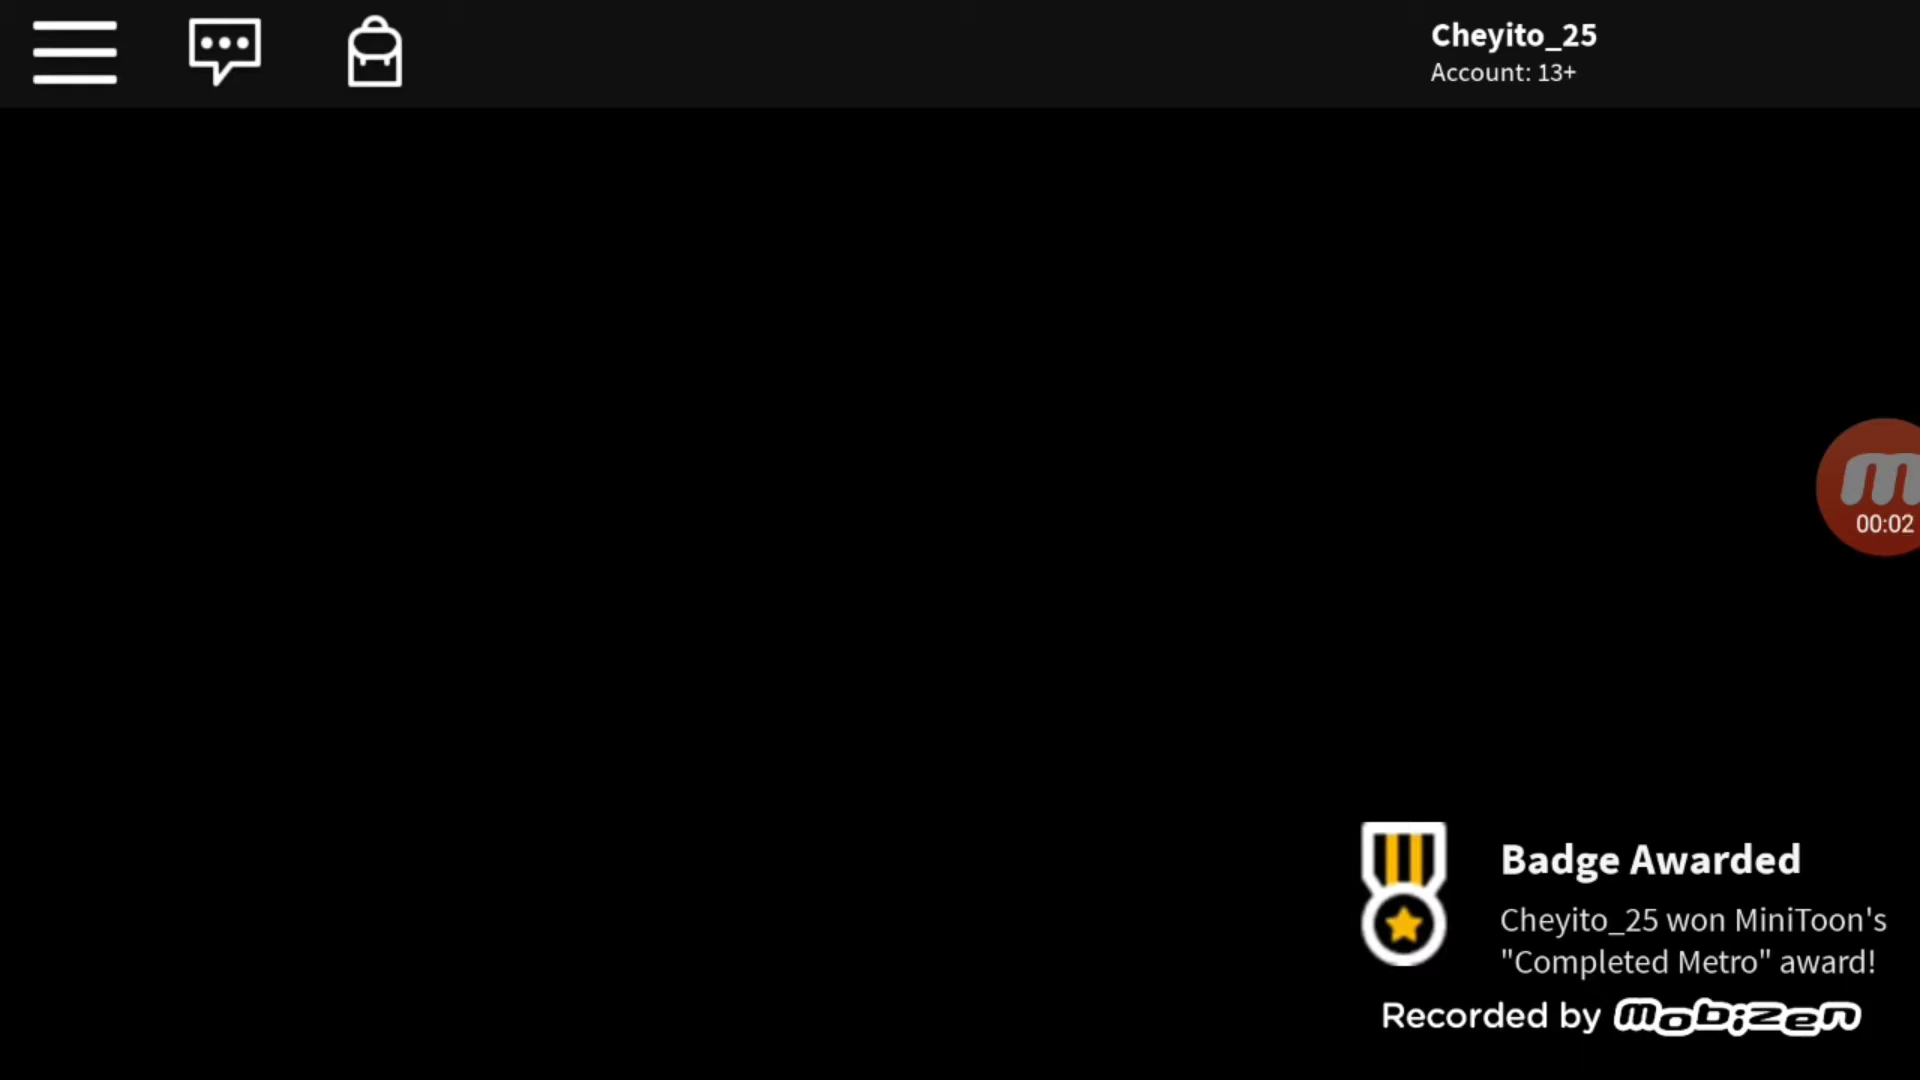 Cheyito_25
Account: 13+
00:02
Badge Awarded
Cheyito_25 won MiniToon's
"Completed Metro" award!
Recorded by mobizen